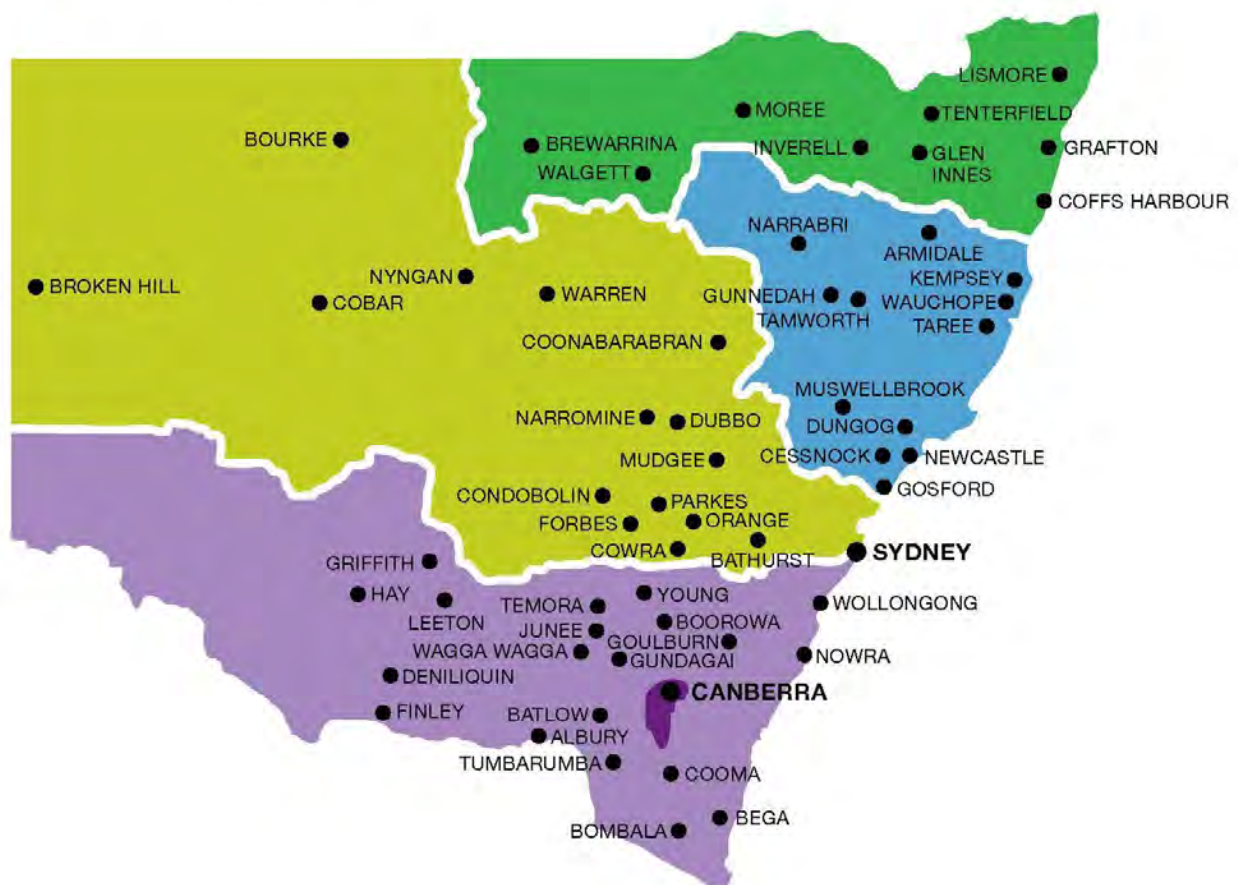 LISMORE
MOREE
TENTERFIELD
BOURKE
BREWARRINA
INVERELL
GLEN
INNES
GRAFTON
WALGETT
COFFS HARBOUR
NARRABRI
ARMIDALE
NYNGAN
KEMPSEY
BROKEN HILL
COBAR
WARREN
GUNNEDAH
WAUCHOPE
TAMWORTH
TAREE
COONABARABRAN
MUSWELLBROOK
NARROMINE
DUBBO
DUNGOG
MUDGEE
CESSNOCK
NEWCASTLE
GOSFORD
CONDOBOLIN
PARKES
FORBES
ORANGE
COWRA
BATHURST
SYDNEY
GRIFFITH
HAY
LEETON
TEMORA
YOUNG
WOLLONGONG
JUNEE
BOOROWA
GOULBURN
WAGGA WAGGA
GUNDAGAI
NOWRA
DENILIQUIN
CANBERRA
FINLEY
BATLOW
ALBURY
TUMBARUMBA
COOMA
BEGA
BOMBALA